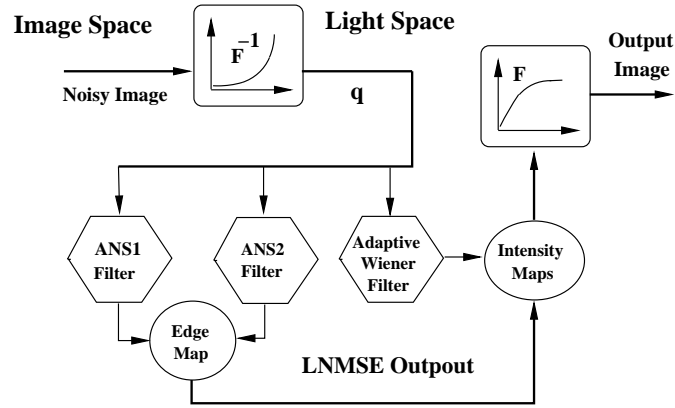 Image Space
Light Space
F
−1
Noisy Image
q
F
Output
Image
ANS1
Filter
ANS2
Filter
Adaptive
Wiener
Filter
Intensity
Maps
Edge
Map
LNMSE Outpout